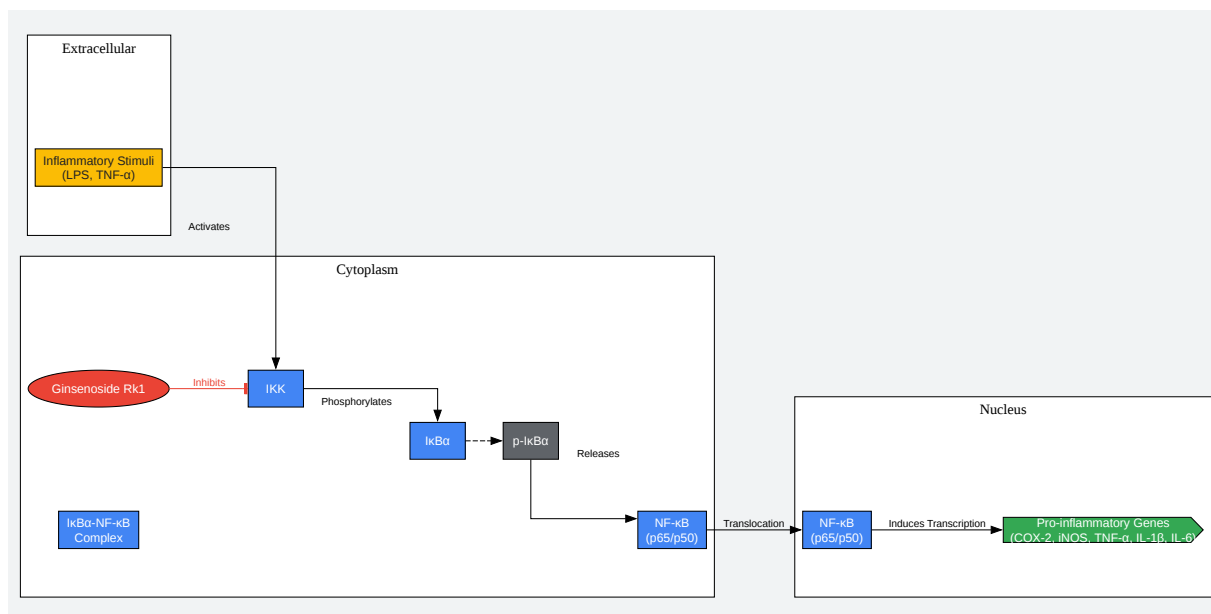 Extracellular
Inflammatory Stimuli
(LPS, TNF-α)
Activates
Cytoplasm
Ginsenoside Rk1
Inhibits
IKK
Phosphorylates
IκBα
p-IκBα
Releases
IκBα-NF-κB
Complex
NF-κB
(p65/p50)
Translocation
Nucleus
NF-κB
(p65/p50)
Induces Transcription
Pro-inflammatory Genes
(COX-2, iNOS, TNF-α, IL-1β, IL-6)